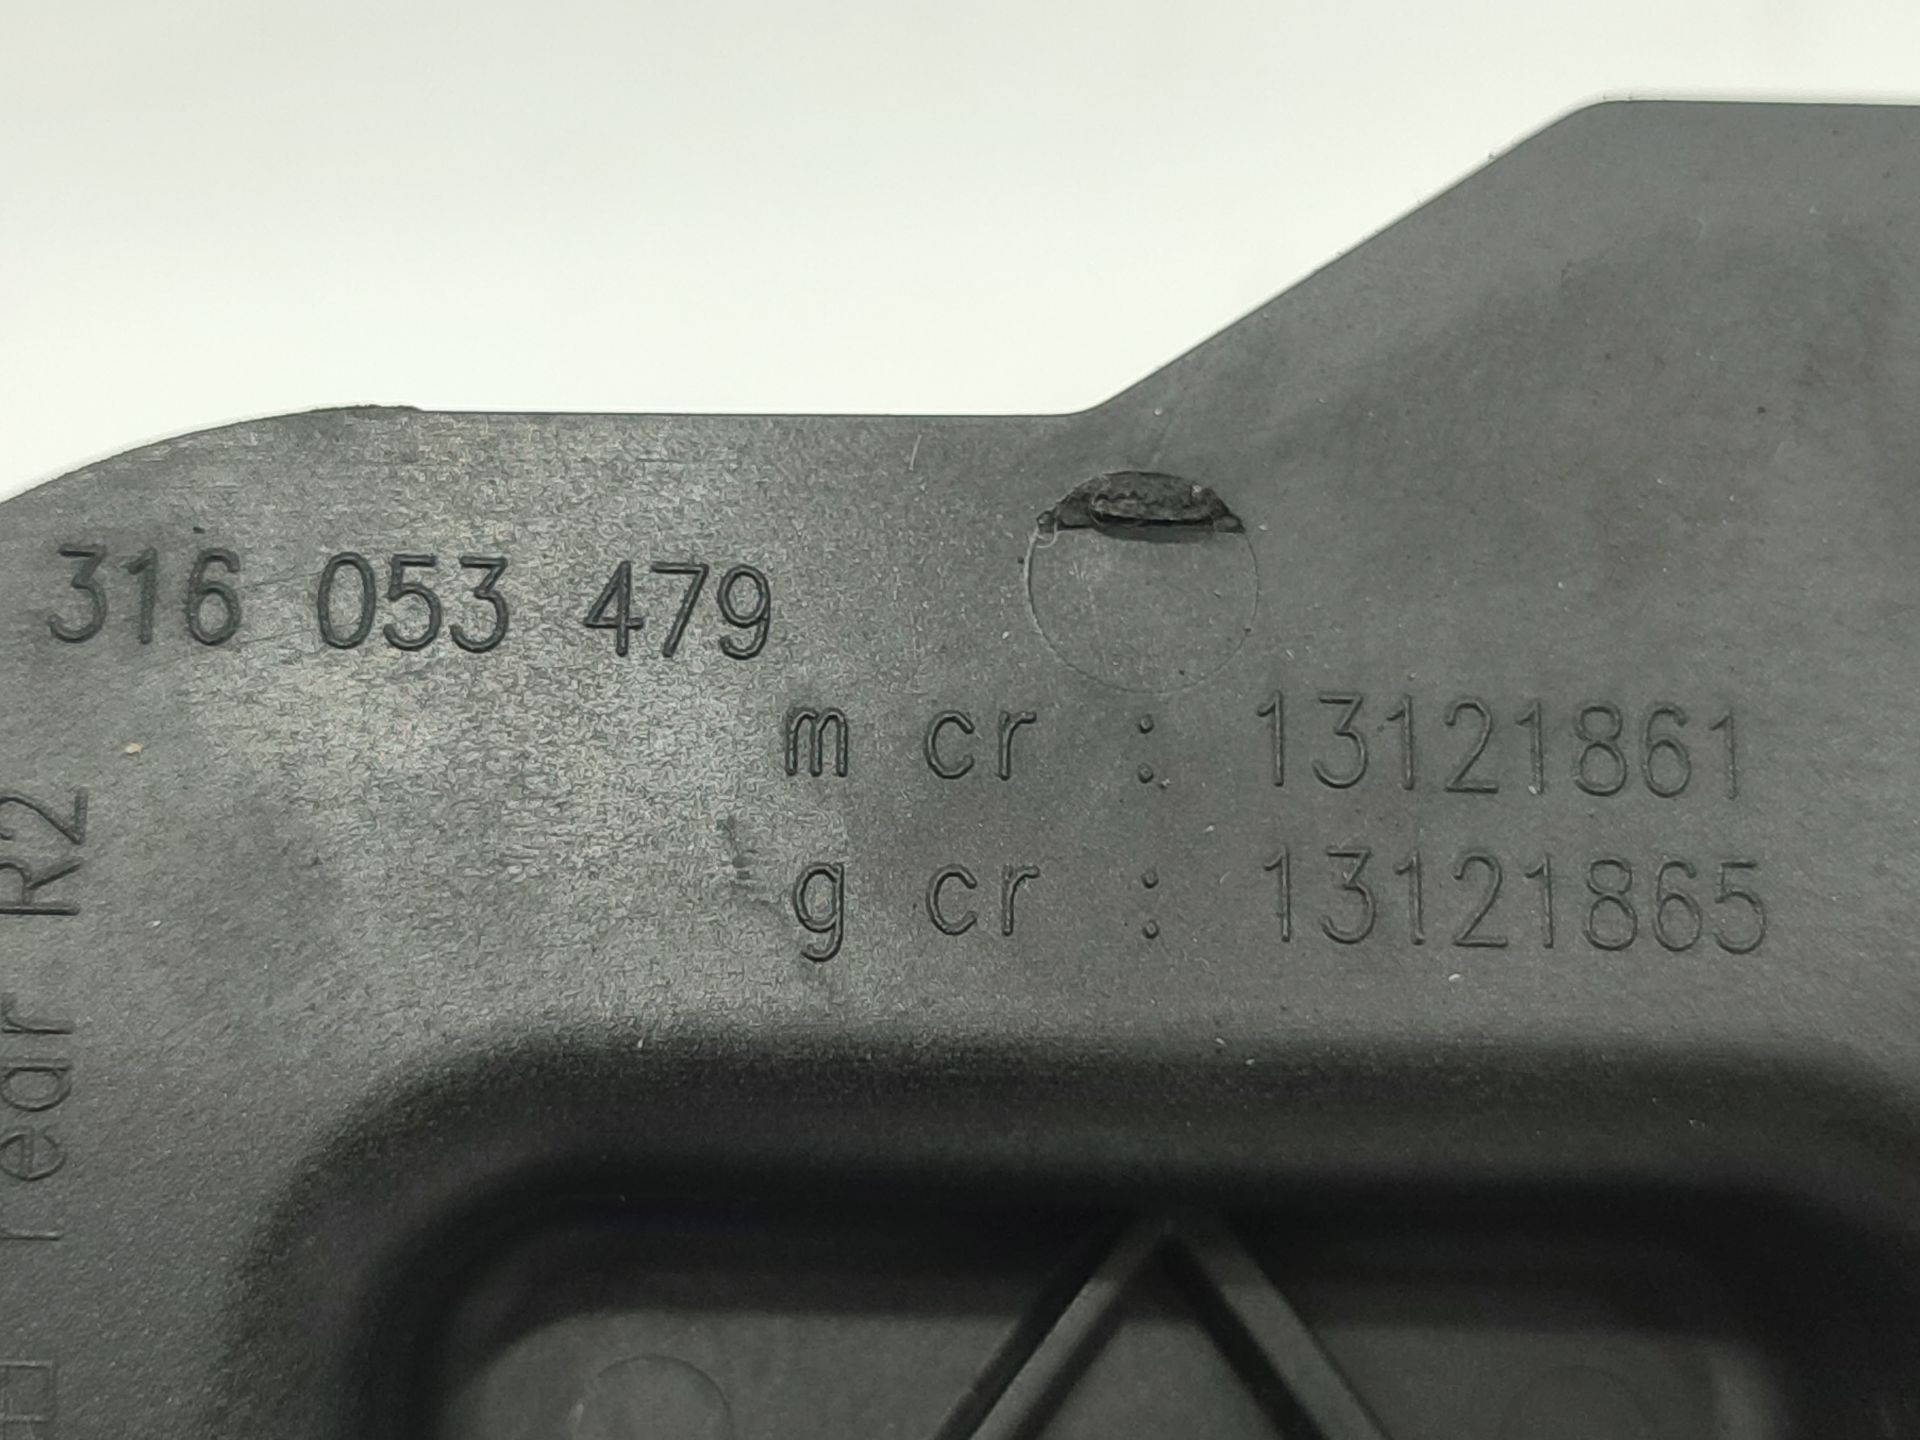 316 053 479
m cr : 13121861
g cr : 13121865
rear R2